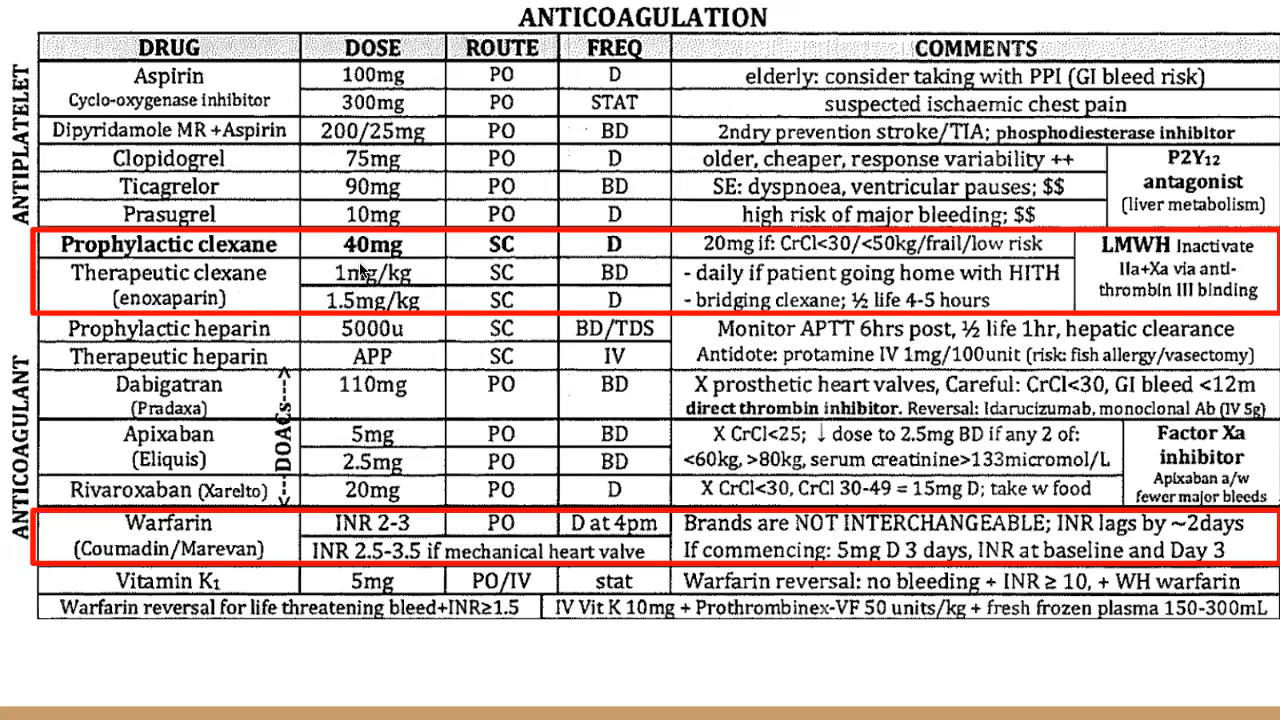 ANTICOAGULATION
DRUG DOSE ROUTE FREQ COMMENTS
ANTIPLATELET
Aspirin 100mg PO D elderly: consider taking with PPI (GI bleed risk)
Cyclo-oxygenase inhibitor 300mg PO STAT suspected ischaemic chest pain
Dipyridamole MR +Aspirin 200/25mg PO BD 2ndry prevention stroke/TIA; phosphodiesterase inhibitor
Clopidogrel 75mg PO D older, cheaper, response variability ++ P2Y12
Ticagrelor 90mg PO BD SE: dyspnoea, ventricular pauses; $$ antagonist
Prasugrel 10mg PO D high risk of major bleeding; $$ (liver metabolism)
ANTICOAGULANT
Prophylactic clexane 40mg SC D 20mg if: CrCl<30/<50kg/frail/low risk LMWH Inactivate
Therapeutic clexane 1mg/kg SC BD - daily if patient going home with HITH IIa+Xa via anti-
(enoxaparin) 1.5mg/kg SC D - bridging clexane; ½ life 4-5 hours thrombin III binding
Prophylactic heparin 5000u SC BD/TDS Monitor APTT 6hrs post, ½ life 1hr, hepatic clearance
Therapeutic heparin APP SC IV Antidote: protamine IV 1mg/100unit (risk: fish allergy/vasectomy)
DOACs
Dabigatran 110mg PO BD X prosthetic heart valves, Careful: CrCl<30, GI bleed <12m
(Pradaxa) direct thrombin inhibitor. Reversal: Idarucizumab, monoclonal Ab (IV 5g)
Apixaban 5mg PO BD X CrCl<25; ↓ dose to 2.5mg BD if any 2 of: Factor Xa
(Eliquis) 2.5mg PO BD <60kg, >80kg, serum creatinine>133micromol/L inhibitor
Apixaban a/w
Rivaroxaban (Xarelto) 20mg PO D X CrCl<30, CrCl 30-49 = 15mg D; take w food fewer major bleeds
Warfarin INR 2-3 PO D at 4pm Brands are NOT INTERCHANGEABLE; INR lags by ~2days
(Coumadin/Marevan) INR 2.5-3.5 if mechanical heart valve If commencing: 5mg D 3 days, INR at baseline and Day 3
Vitamin K1 5mg PO/IV stat Warfarin reversal: no bleeding + INR ≥ 10, + WH warfarin
Warfarin reversal for life threatening bleed+INR≥1.5 IV Vit K 10mg + Prothrombinex-VF 50 units/kg + fresh frozen plasma 150-300mL